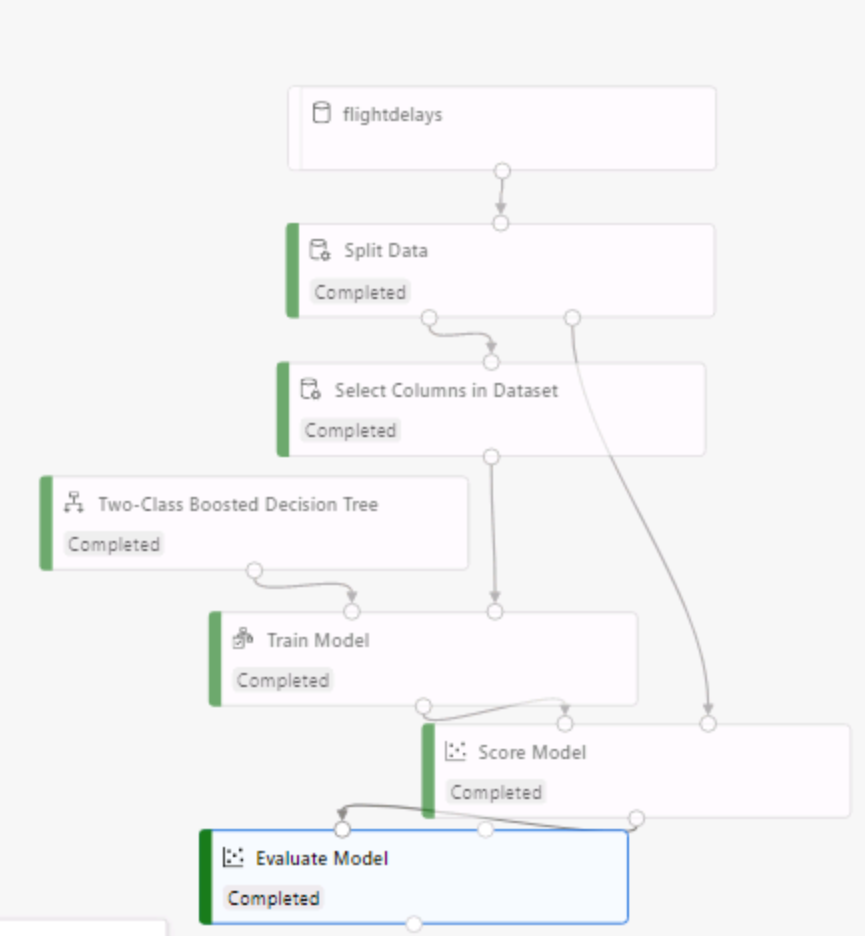 flightdelays
Split Data
Completed
Select Columns in Dataset
Completed
Two-Class Boosted Decision Tree
Completed
Train Model
Completed
Score Model
Completed
Evaluate Model
Completed